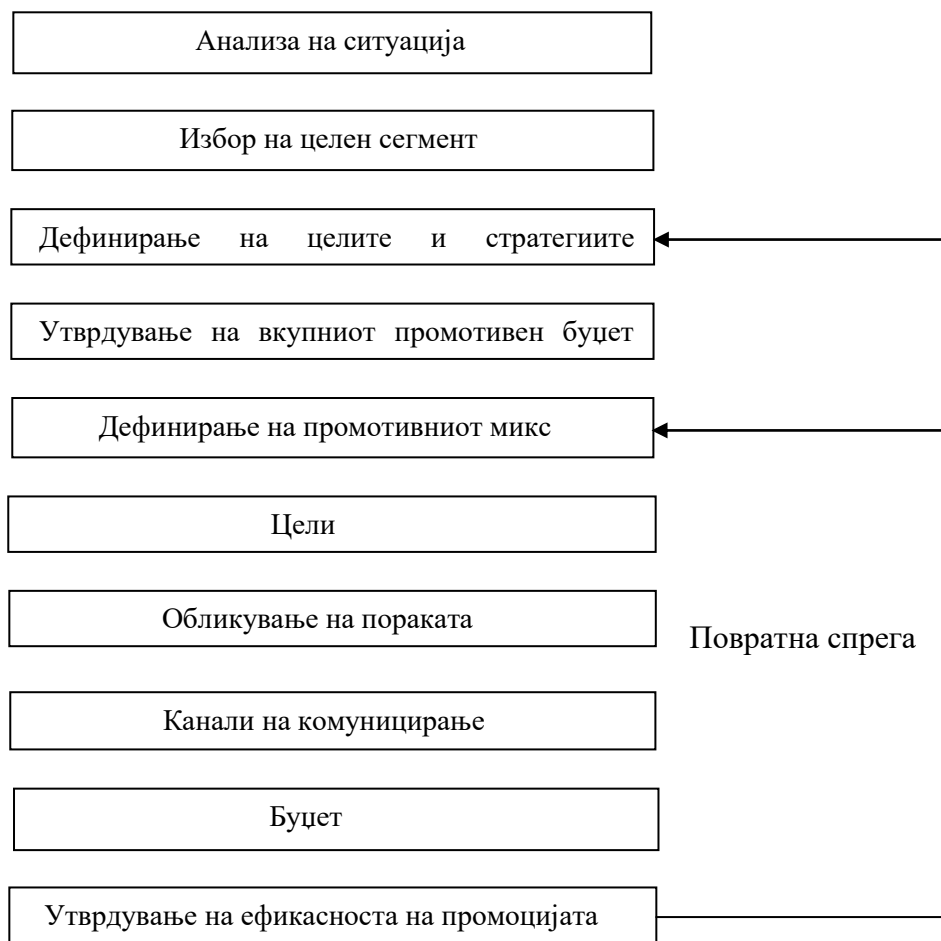 Анализа на ситуација
Избор на целен сегмент
Дефинирање на целите и стратегиите
Утврдување на вкупниот промотивен буџет
Дефинирање на промотивниот микс
Цели
Обликување на пораката
Повратна спрега
Канали на комуницирање
Буџет
Утврдување на ефикасноста на промоцијата